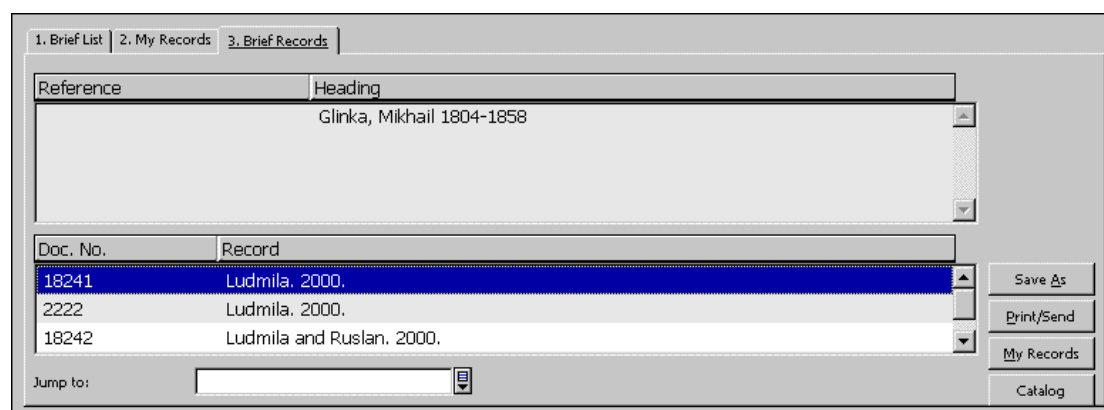 1. Brief List 2. My Records 3. Brief Records
Reference Heading
Glinka, Mikhail 1804-1858
Doc. No. Record
18241 Ludmila. 2000.
2222 Ludmila. 2000.
18242 Ludmila and Ruslan. 2000.
Save As
Print/Send
My Records
Jump to:
Catalog